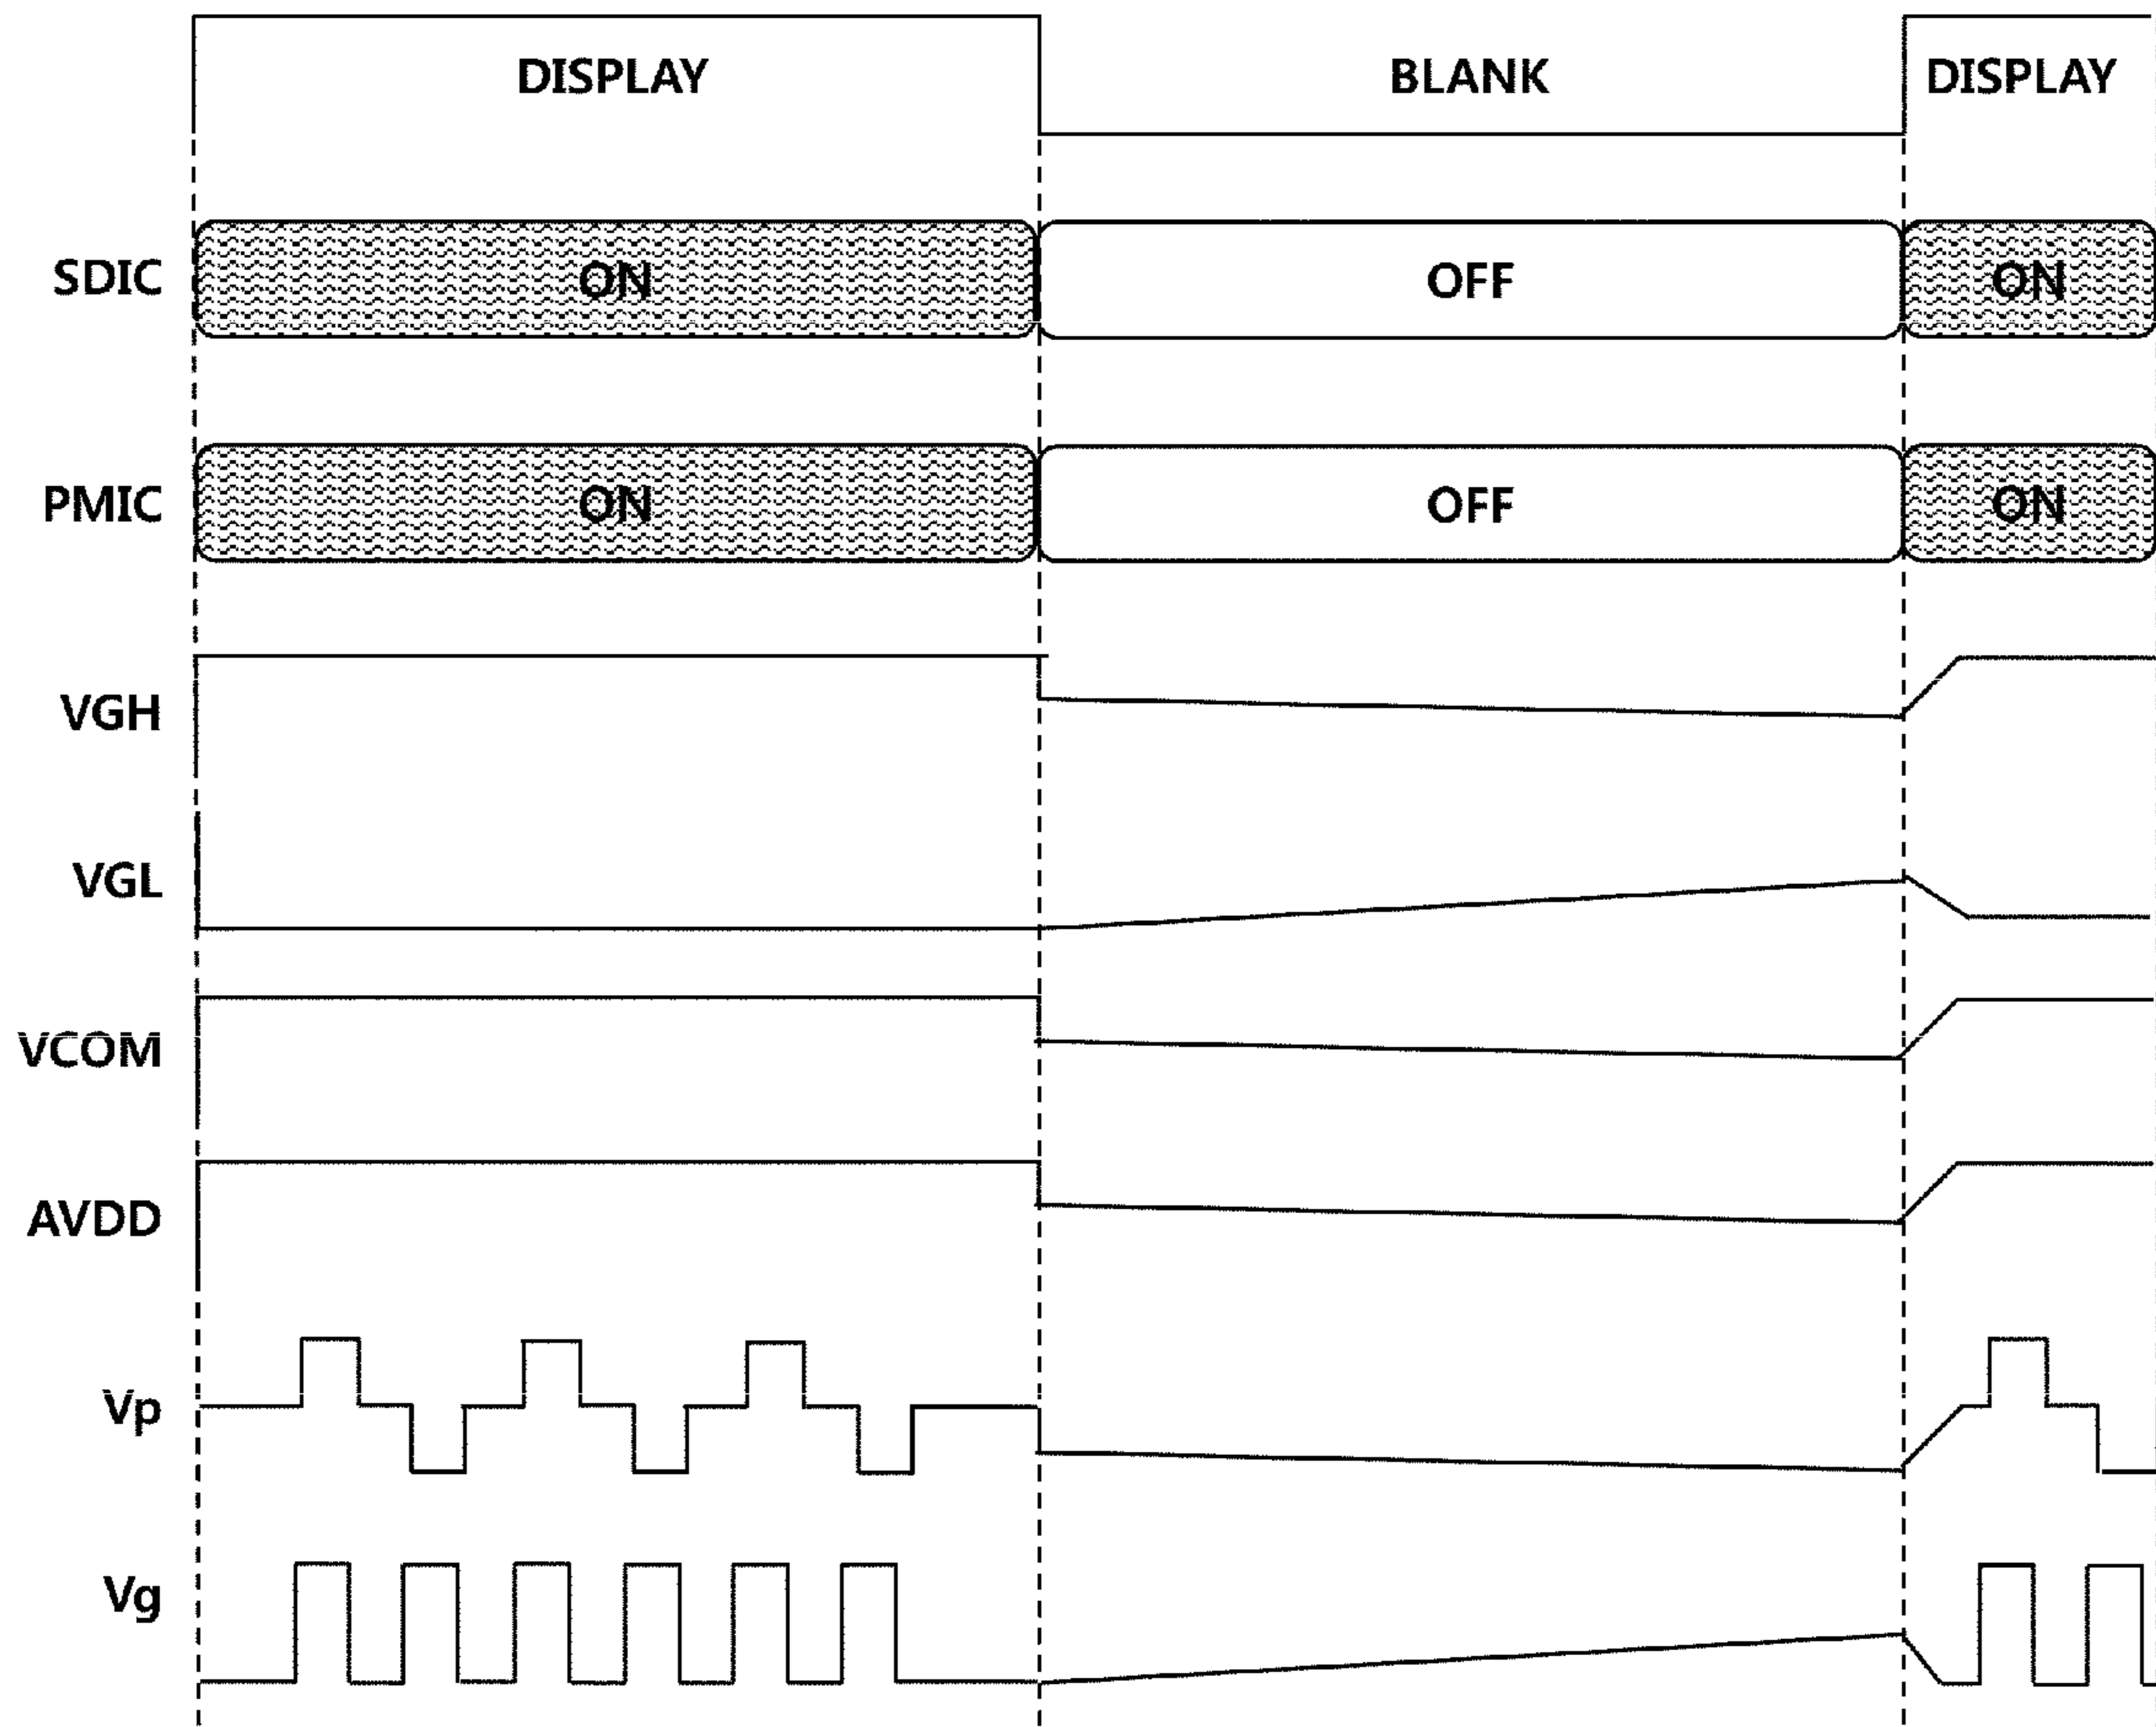 DISPLAY BLANK DISPLAY
SDIC ON OFF ON
PMIC ON OFF ON
VGH
VGL
VCOM
AVDD
Vp
Vg